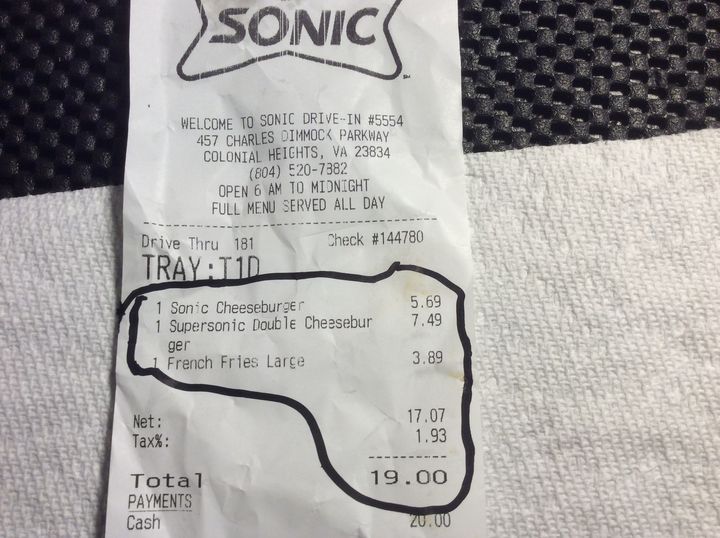 SONIC
WELCOME TO SONIC DRIVE-IN #5554
457 CHARLES DIMMOCK PARKWAY
COLONIAL HEIGHTS, VA 23834
(804) 520-7382
OPEN 6 AM TO MIDNIGHT
FULL MENU SERVED ALL DAY
Drive Thru 181 Check #144780
TRAY:T1D
1 Sonic Cheeseburger 5.69
1 Supersonic Double Cheesebur 7.49
ger
1 French Fries Large 3.89
Net: 17.07
Tax%: 1.93
Total 19.00
PAYMENTS
Cash 20.00